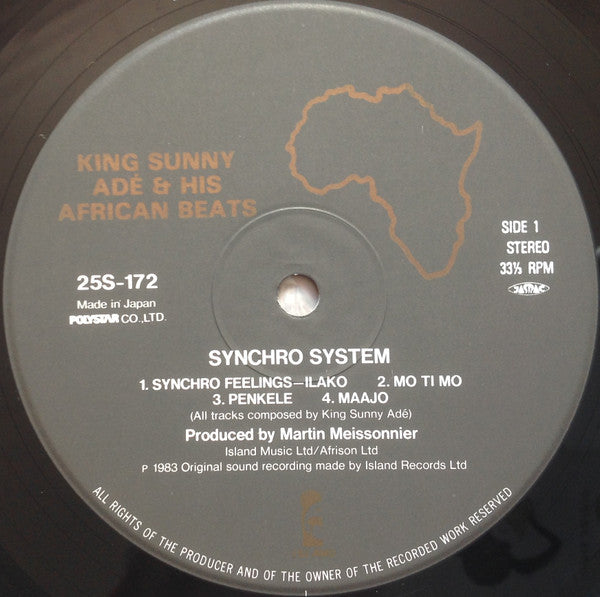 KING SUNNY
ADÉ & HIS
AFRICAN BEATS
SIDE 1
STEREO
33⅓ RPM
JASRAC
25S-172
Made in Japan
POLYSTAR CO.,LTD.
SYNCHRO SYSTEM
1. SYNCHRO FEELINGS—ILAKO 2. MO TI MO
3. PENKELE 4. MAAJO
(All tracks composed by King Sunny Adé)
Produced by Martin Meissonnier
Island Music Ltd/Afrison Ltd
P 1983 Original sound recording made by Island Records Ltd
ALL RIGHTS OF THE PRODUCER AND OF THE OWNER OF THE RECORDED WORK RESERVED